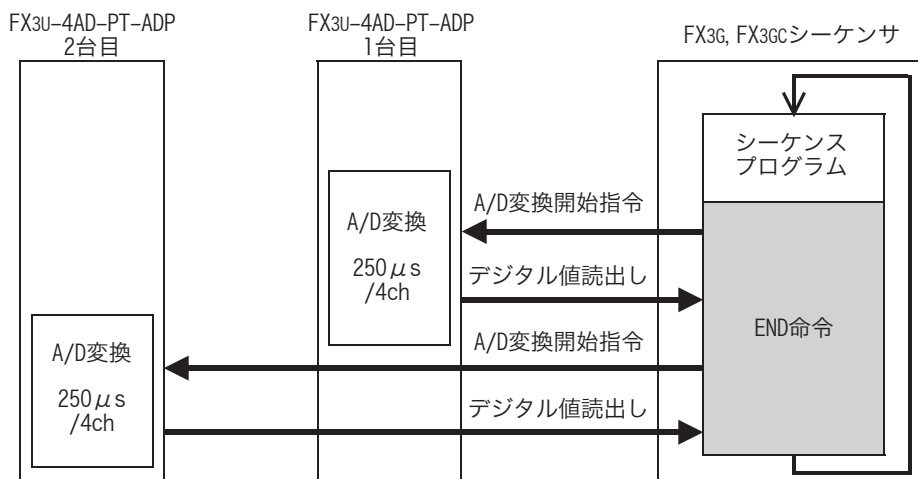 FX3U-4AD-PT-ADP
2台目
FX3U-4AD-PT-ADP
1台目
FX3G, FX3GCシーケンサ
シーケンス
プログラム
A/D変換開始指令
A/D変換
250μs
/4ch
デジタル値読出し
END命令
A/D変換開始指令
A/D変換
250μs
/4ch
デジタル値読出し